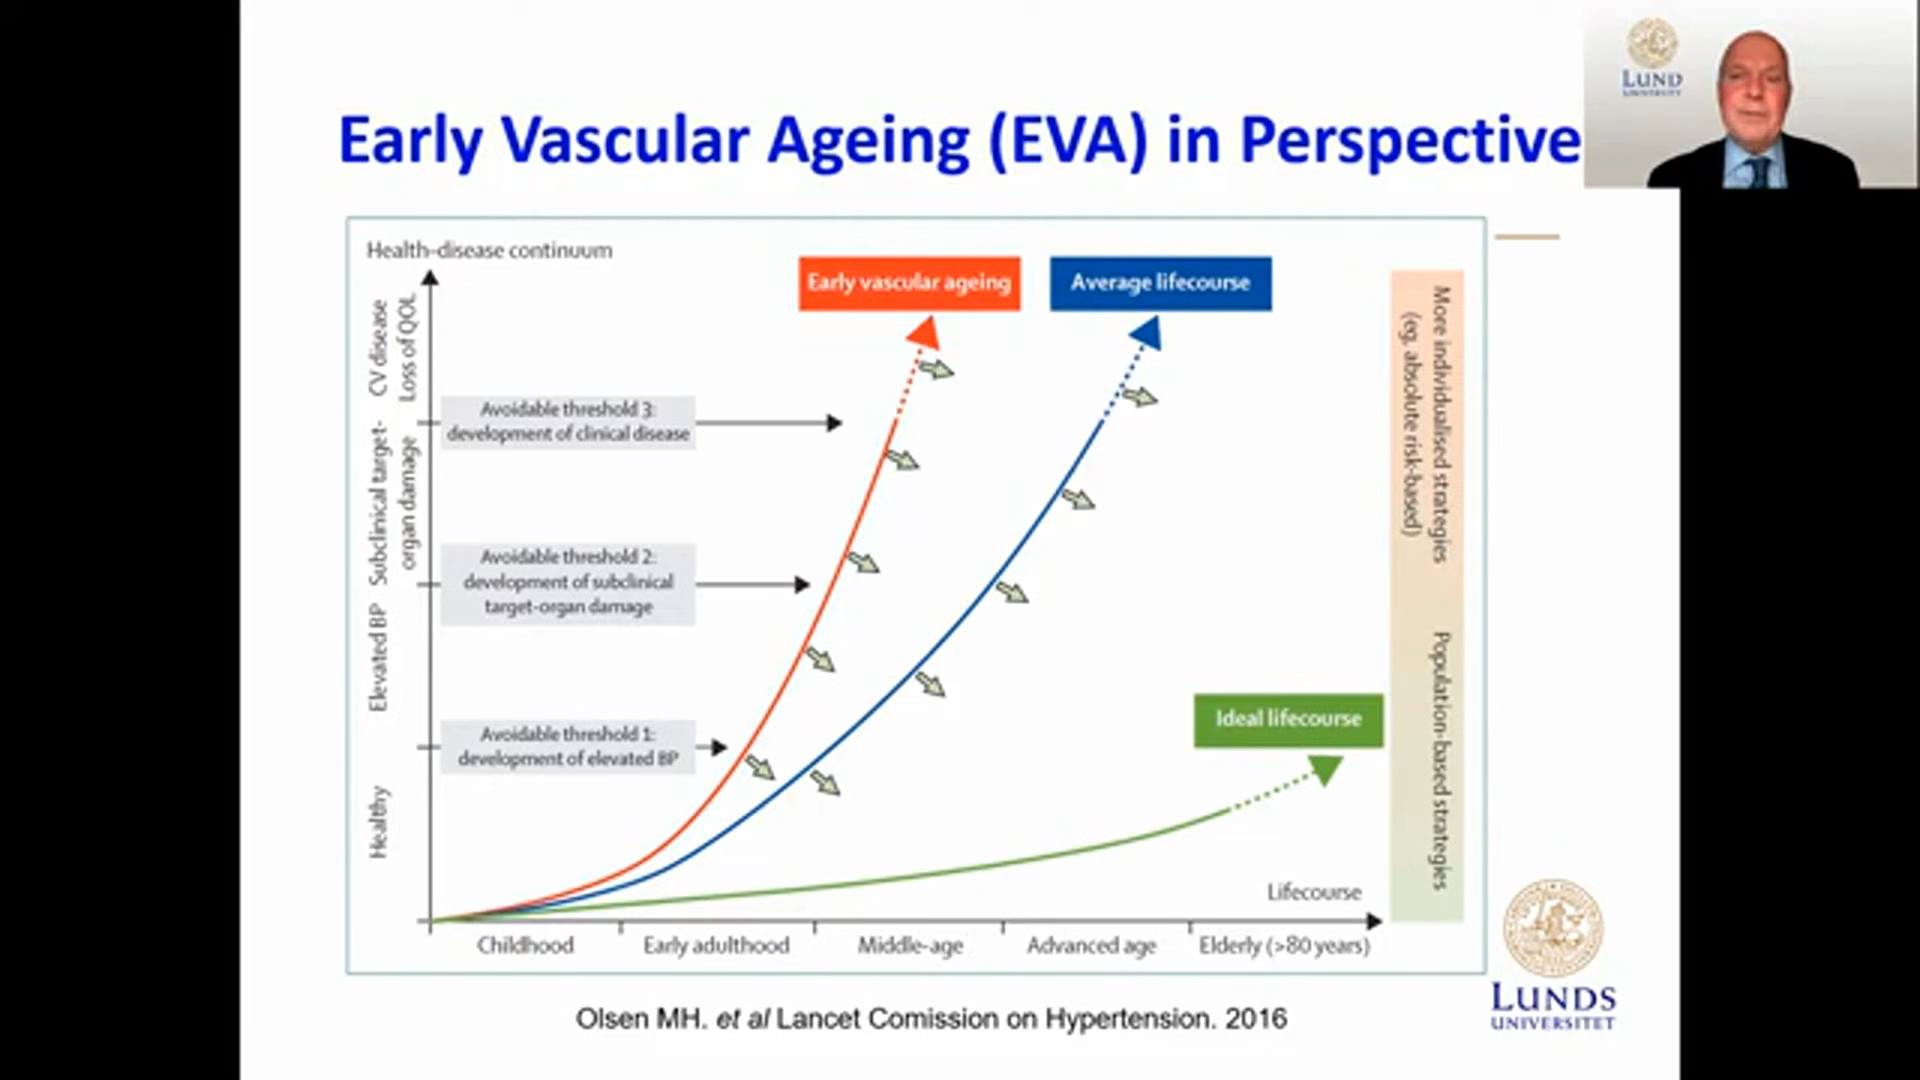 Early Vascular Ageing (EVA) in Perspective
LUND
UNIVERSITY
Health–disease continuum
Early vascular ageing
Average lifecourse
CV disease
Loss of QOL
Subclinical target-
organ damage
Elevated BP
Healthy
Avoidable threshold 3:
development of clinical disease
Avoidable threshold 2:
development of subclinical
target-organ damage
Avoidable threshold 1:
development of elevated BP
Ideal lifecourse
More individualised strategies
(eg, absolute risk-based)
Population-based strategies
Lifecourse
Childhood
Early adulthood
Middle-age
Advanced age
Elderly (>80 years)
Olsen MH. et al Lancet Comission on Hypertension. 2016
LUNDS
UNIVERSITET